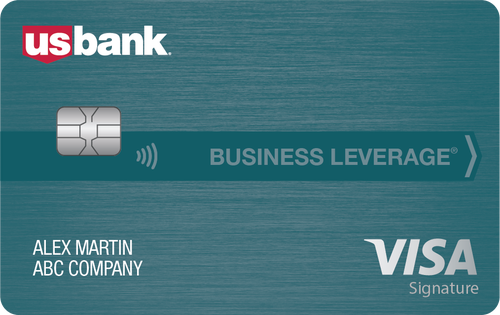 usbank.
BUSINESS LEVERAGE®
ALEX MARTIN
ABC COMPANY
VISA
Signature